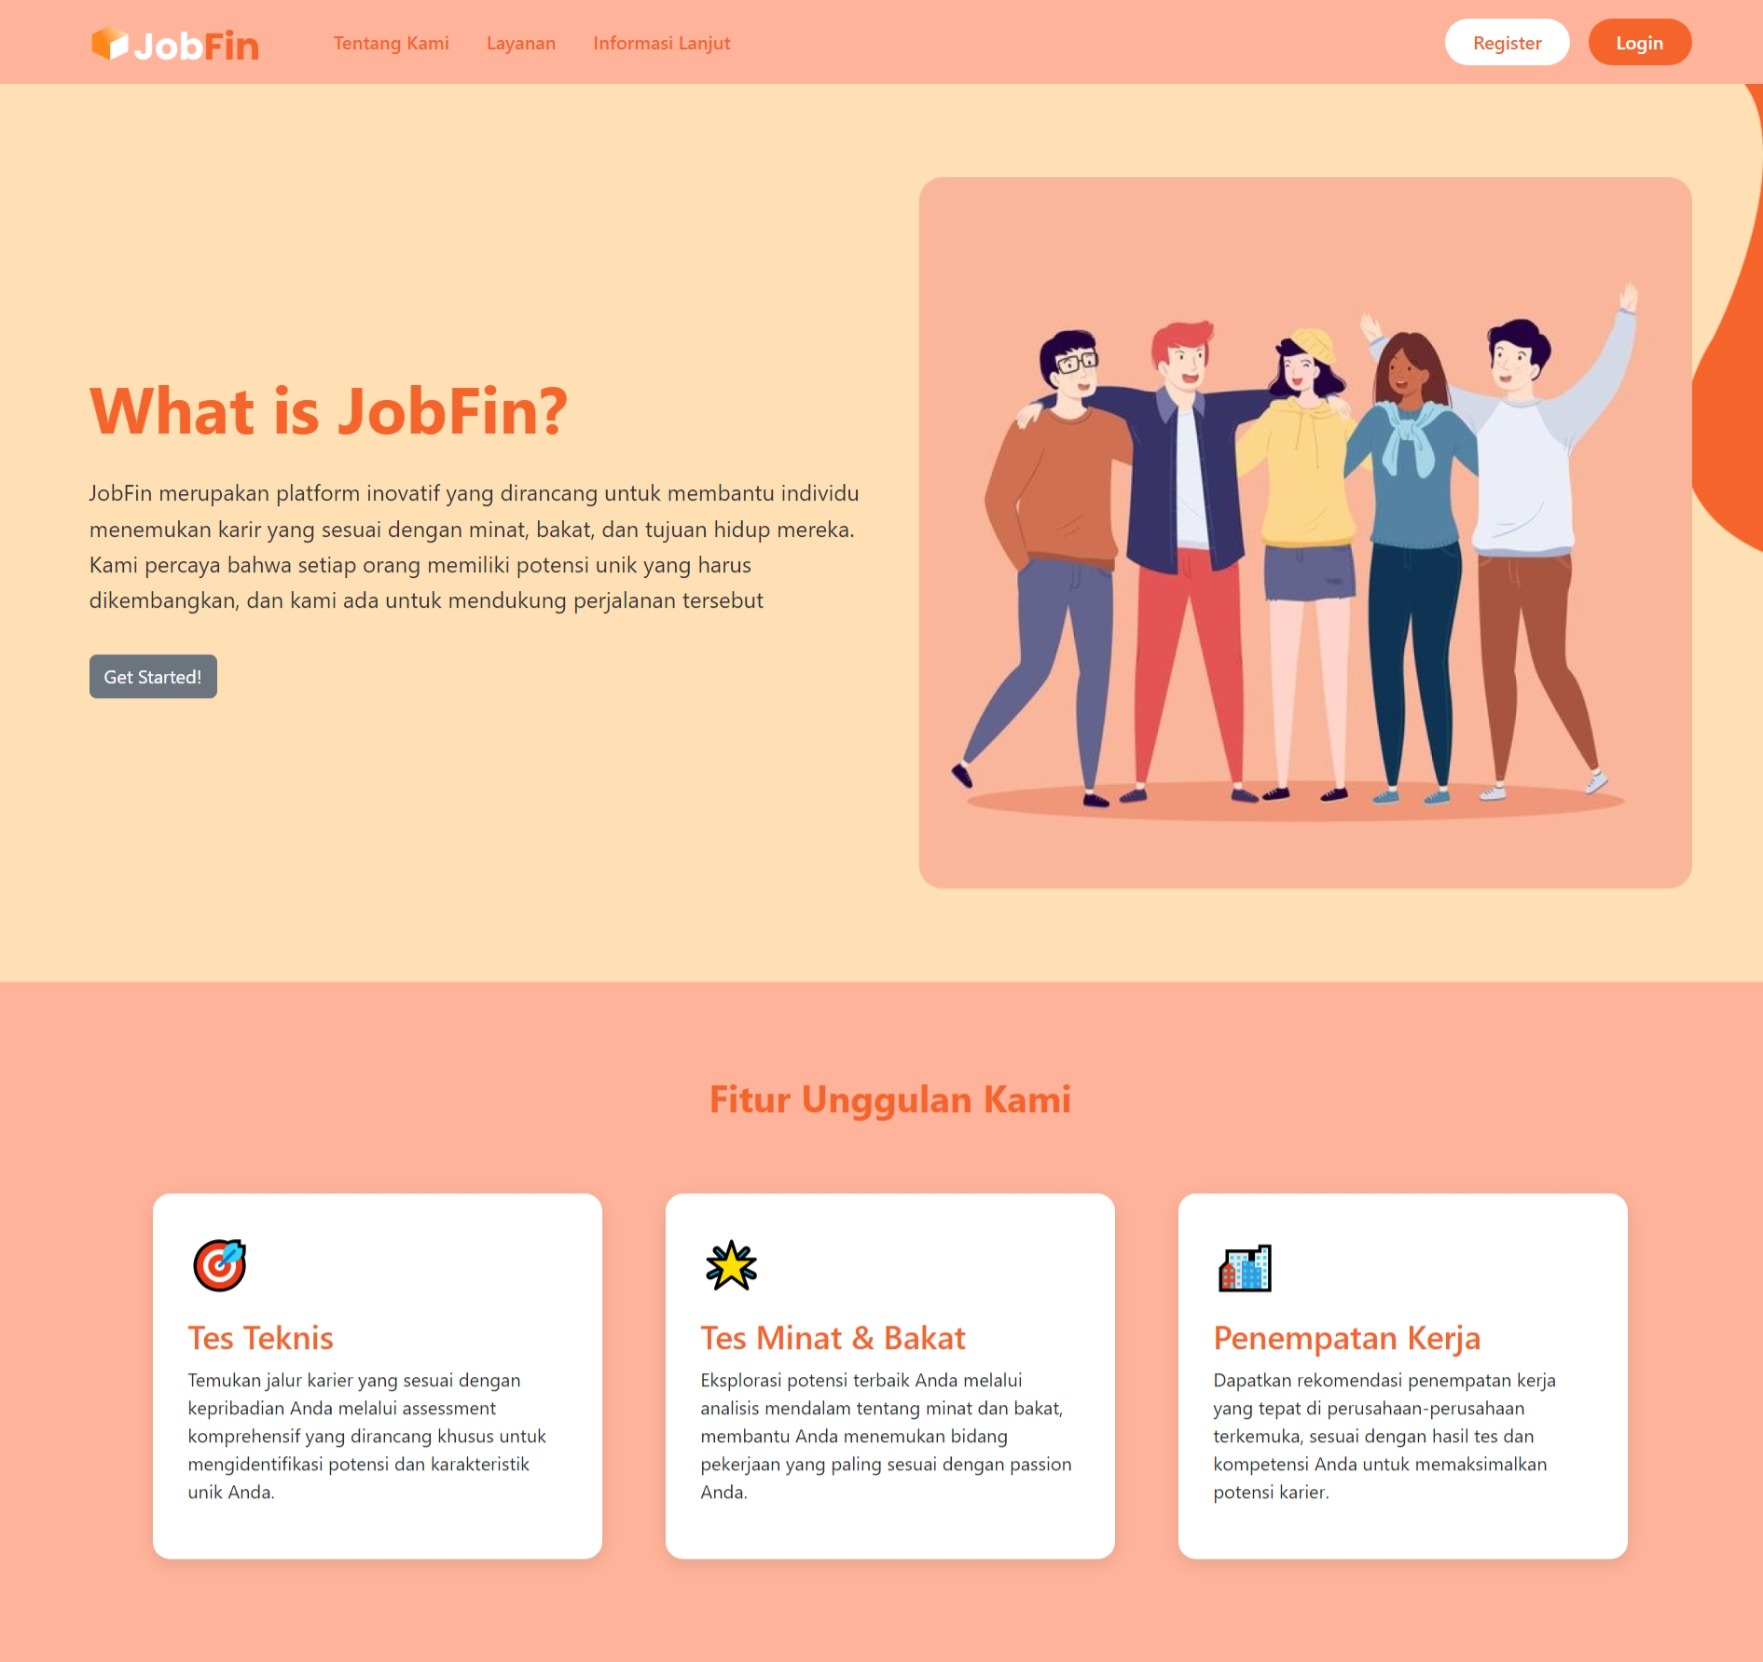 JobFin
Tentang Kami
Layanan
Informasi Lanjut
Register
Login
What is JobFin?
JobFin merupakan platform inovatif yang dirancang untuk membantu individu
menemukan karir yang sesuai dengan minat, bakat, dan tujuan hidup mereka.
Kami percaya bahwa setiap orang memiliki potensi unik yang harus
dikembangkan, dan kami ada untuk mendukung perjalanan tersebut
Get Started!
Fitur Unggulan Kami
Tes Teknis
Temukan jalur karier yang sesuai dengan
kepribadian Anda melalui assessment
komprehensif yang dirancang khusus untuk
mengidentifikasi potensi dan karakteristik
unik Anda.
Tes Minat & Bakat
Eksplorasi potensi terbaik Anda melalui
analisis mendalam tentang minat dan bakat,
membantu Anda menemukan bidang
pekerjaan yang paling sesuai dengan passion
Anda.
Penempatan Kerja
Dapatkan rekomendasi penempatan kerja
yang tepat di perusahaan-perusahaan
terkemuka, sesuai dengan hasil tes dan
kompetensi Anda untuk memaksimalkan
potensi karier.